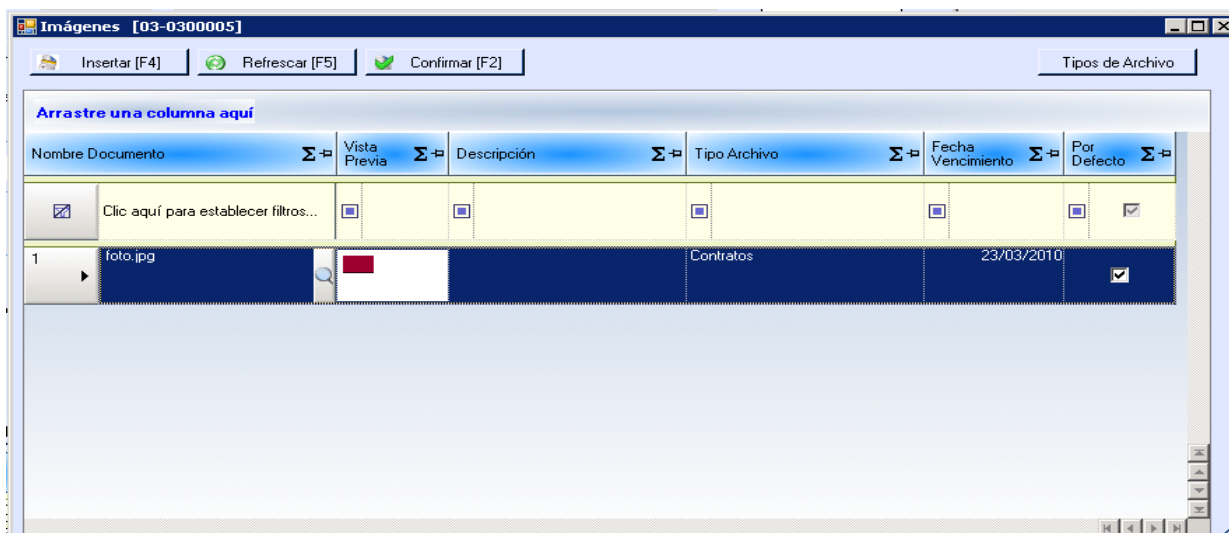 Imágenes [03-0300005]
Insertar [F4] Refrescar [F5] Confirmar [F2] Tipos de Archivo
Arrastre una columna aquí
Nombre Documento Σ Vista Previa Σ Descripción Σ Tipo Archivo Σ Fecha Vencimiento Σ Por Defecto Σ
Clic aquí para establecer filtros...
1 foto.jpg Contratos 23/03/2010